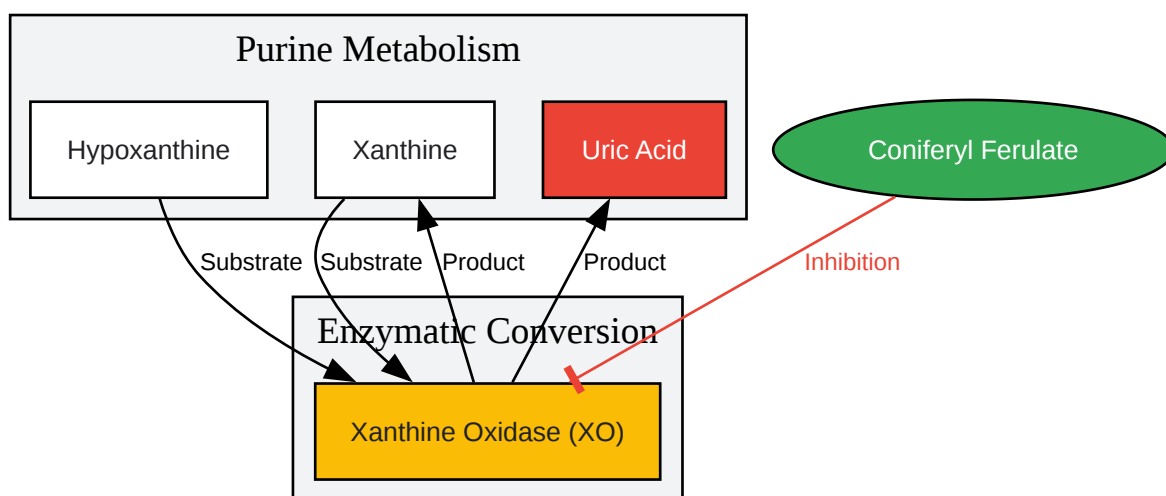 Purine Metabolism
Hypoxanthine
Xanthine
Uric Acid
Coniferyl Ferulate
Substrate
Substrate
Product
Product
Inhibition
Enzymatic Conversion
Xanthine Oxidase (XO)